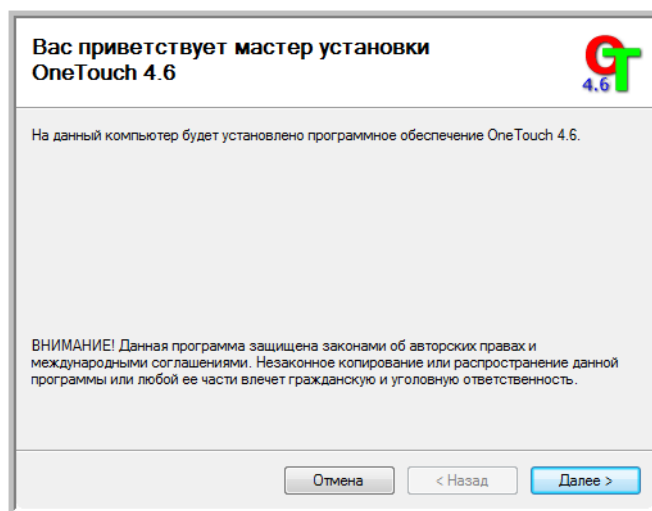 Вас приветствует мастер установки
OneTouch 4.6
OT
4.6
На данный компьютер будет установлено программное обеспечение OneTouch 4.6.
ВНИМАНИЕ! Данная программа защищена законами об авторских правах и
международными соглашениями. Незаконное копирование или распространение данной
программы или любой ее части влечет гражданскую и уголовную ответственность.
Отмена
< Назад
Далее >